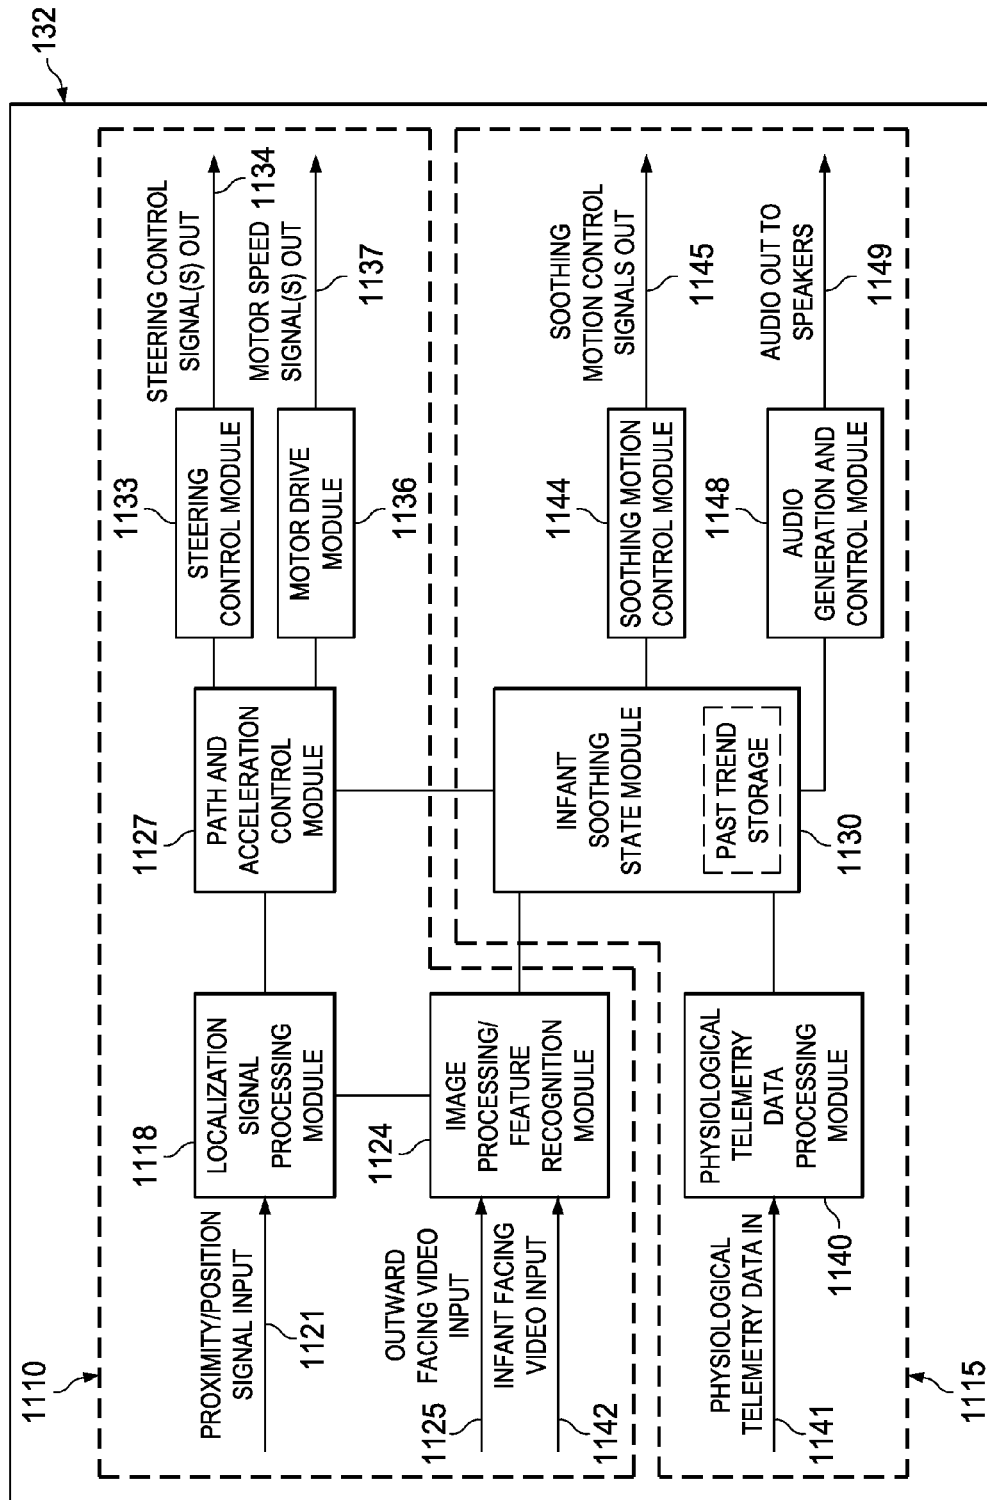 132
1110
PROXIMITY/POSITION
SIGNAL INPUT
1121
1118
LOCALIZATION
SIGNAL
PROCESSING
MODULE
1127
PATH AND
ACCELERATION
CONTROL
MODULE
1133
STEERING
CONTROL MODULE
STEERING CONTROL
SIGNAL(S) OUT
1134
MOTOR DRIVE
MODULE
1136
MOTOR SPEED
SIGNAL(S) OUT
1137
OUTWARD
FACING VIDEO
INPUT
1125
INFANT FACING
VIDEO INPUT
1142
1124
IMAGE
PROCESSING/
FEATURE
RECOGNITION
MODULE
INFANT
SOOTHING
STATE MODULE
PAST TREND
STORAGE
1130
1144
SOOTHING MOTION
CONTROL MODULE
SOOTHING
MOTION CONTROL
SIGNALS OUT
1145
1148
AUDIO
GENERATION AND
CONTROL MODULE
AUDIO OUT TO
SPEAKERS
1149
PHYSIOLOGICAL
TELEMETRY DATA IN
1141
PHYSIOLOGICAL
TELEMETRY
DATA
PROCESSING
MODULE
1140
1115